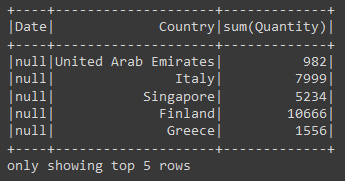 +----+--------------------+-------------+
|Date|             Country|sum(Quantity)|
+----+--------------------+-------------+
|null|United Arab Emirates|          982|
|null|               Italy|         7999|
|null|           Singapore|         5234|
|null|             Finland|        10666|
|null|              Greece|         1556|
+----+--------------------+-------------+
only showing top 5 rows